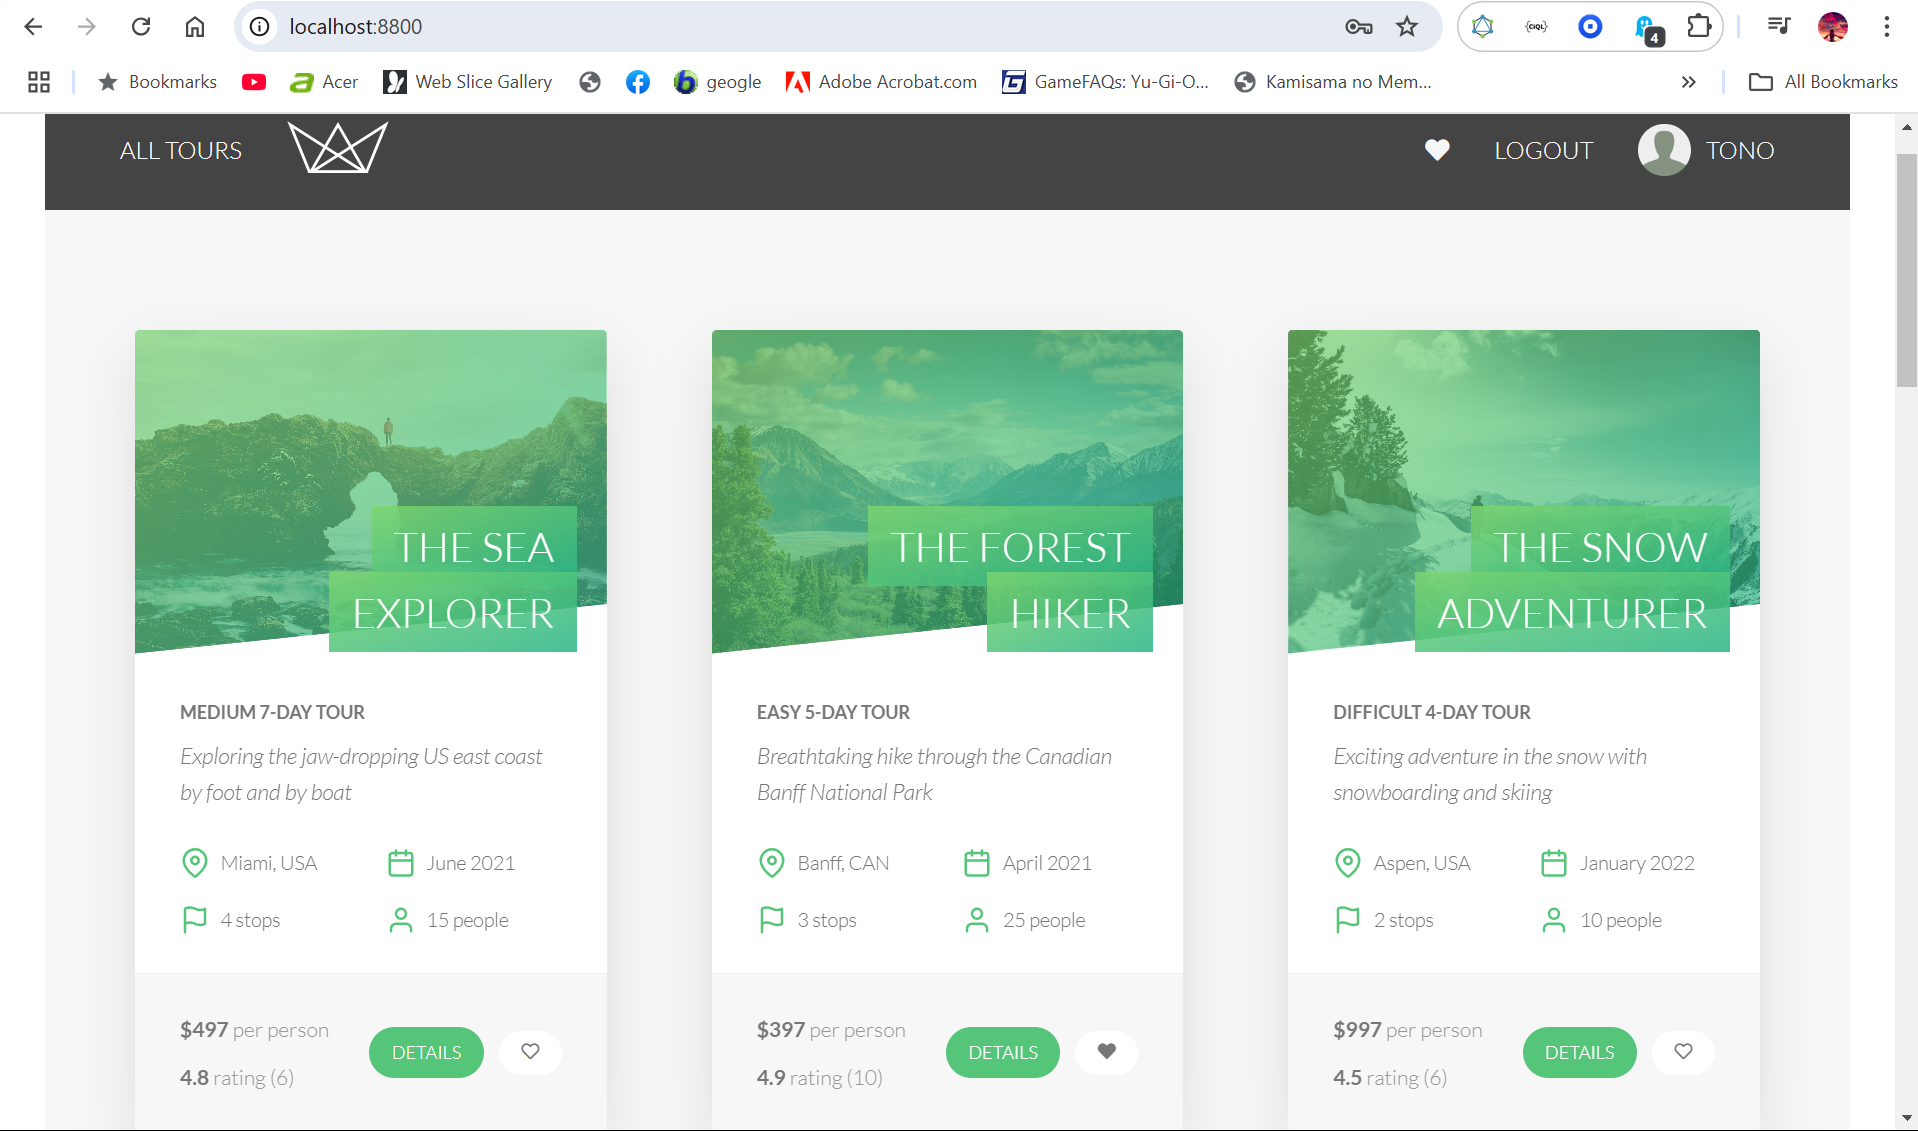 localhost:8800
4
Bookmarks
Acer
Web Slice Gallery
geogle
Adobe Acrobat.com
GameFAQs: Yu-Gi-O...
Kamisama no Mem...
All Bookmarks
ALL TOURS
LOGOUT
TONO
THE SEA
EXPLORER
MEDIUM 7-DAY TOUR
Exploring the jaw-dropping US east coast
by foot and by boat
Miami, USA
June 2021
4 stops
15 people
$497 per person
4.8 rating (6)
DETAILS
THE FOREST
HIKER
EASY 5-DAY TOUR
Breathtaking hike through the Canadian
Banff National Park
Banff, CAN
April 2021
3 stops
25 people
$397 per person
4.9 rating (10)
DETAILS
THE SNOW
ADVENTURER
DIFFICULT 4-DAY TOUR
Exciting adventure in the snow with
snowboarding and skiing
Aspen, USA
January 2022
2 stops
10 people
$997 per person
4.5 rating (6)
DETAILS